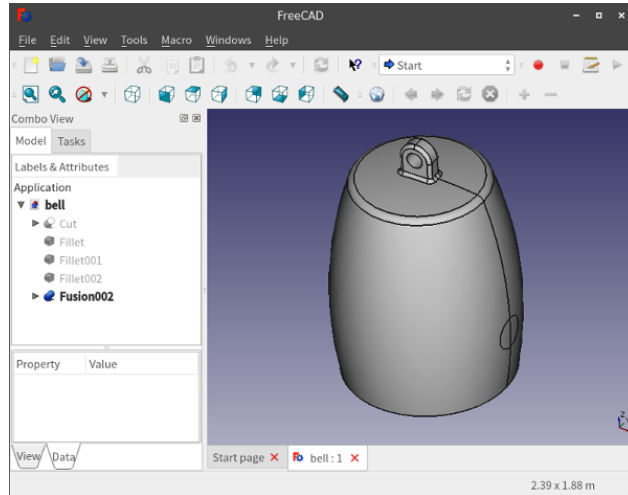 FreeCAD
File Edit View Tools Macro Windows Help
Start
Combo View
Model Tasks
Labels & Attributes
Application
bell
Cut
Fillet
Fillet001
Fillet002
Fusion002
Property Value
View Data
Start page bell : 1
Z
2.39 x 1.88 m